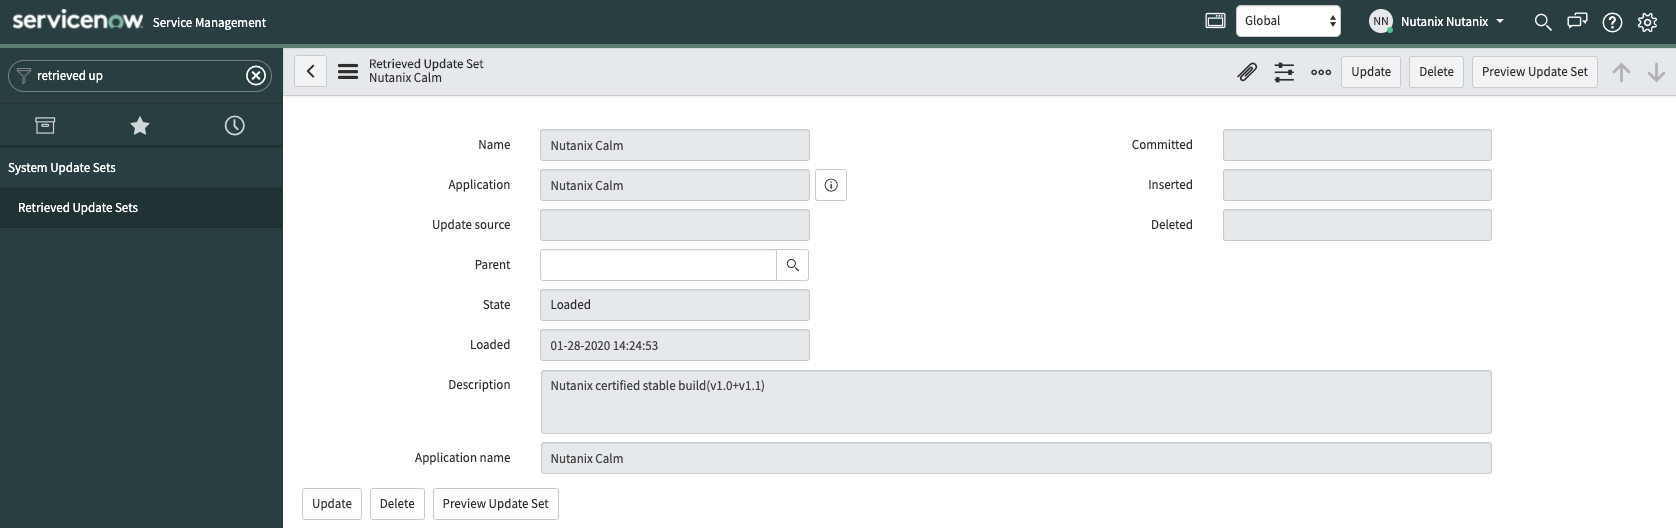 servicenow Service Management
Global
NN Nutanix Nutanix
retrieved up
System Update Sets
Retrieved Update Sets
Retrieved Update Set
Nutanix Calm
Update Delete Preview Update Set
Name Nutanix Calm
Application Nutanix Calm
Update source
Parent
State Loaded
Loaded 01-28-2020 14:24:53
Description Nutanix certified stable build(v1.0+v1.1)
Application name Nutanix Calm
Committed
Inserted
Deleted
Update Delete Preview Update Set